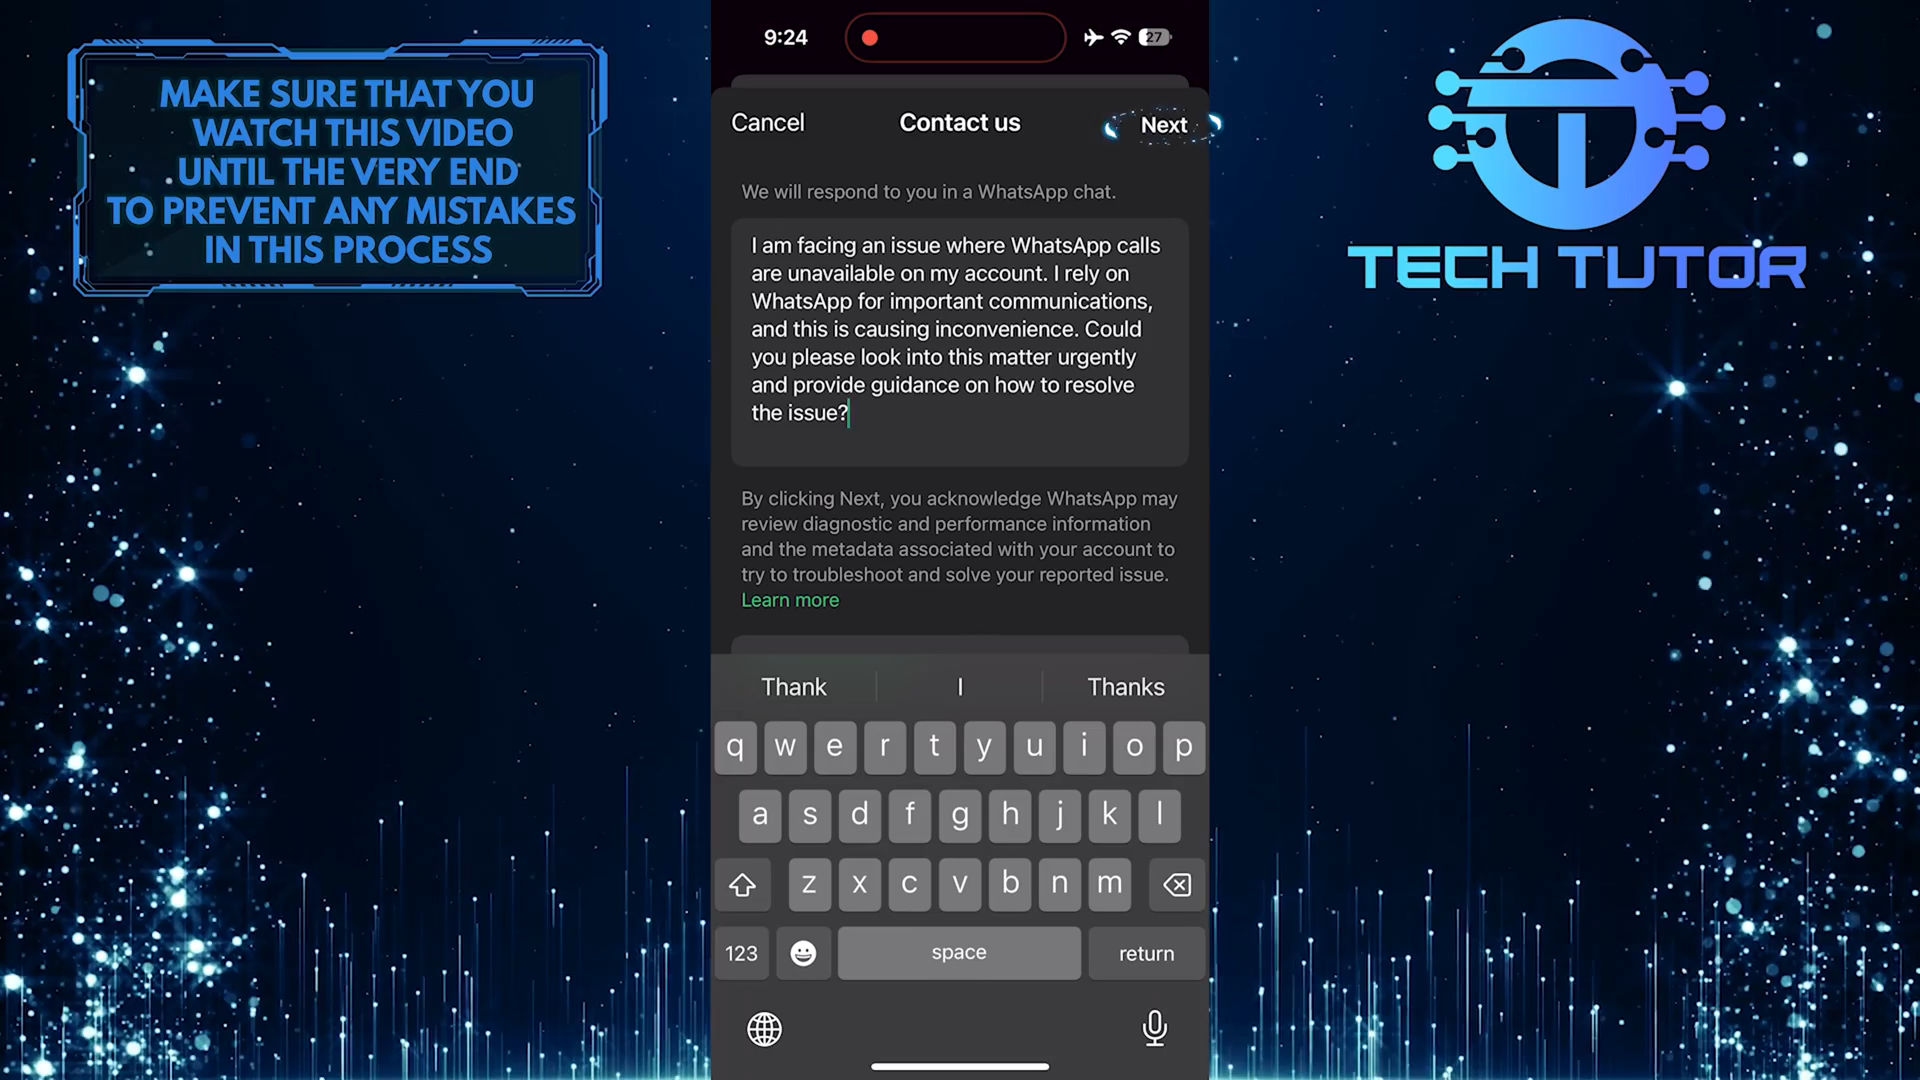 MAKE SURE THAT YOU
WATCH THIS VIDEO
UNTIL THE VERY END
TO PREVENT ANY MISTAKES
IN THIS PROCESS
9:24
27
Cancel
Contact us
Next
We will respond to you in a WhatsApp chat.
I am facing an issue where WhatsApp calls
are unavailable on my account. I rely on
WhatsApp for important communications,
and this is causing inconvenience. Could
you please look into this matter urgently
and provide guidance on how to resolve
the issue?
By clicking Next, you acknowledge WhatsApp may
review diagnostic and performance information
and the metadata associated with your account to
try to troubleshoot and solve your reported issue.
Learn more
Thank I Thanks
q w e r t y u i o p
a s d f g h j k l
z x c v b n m
123 space return
TECH TUTOR